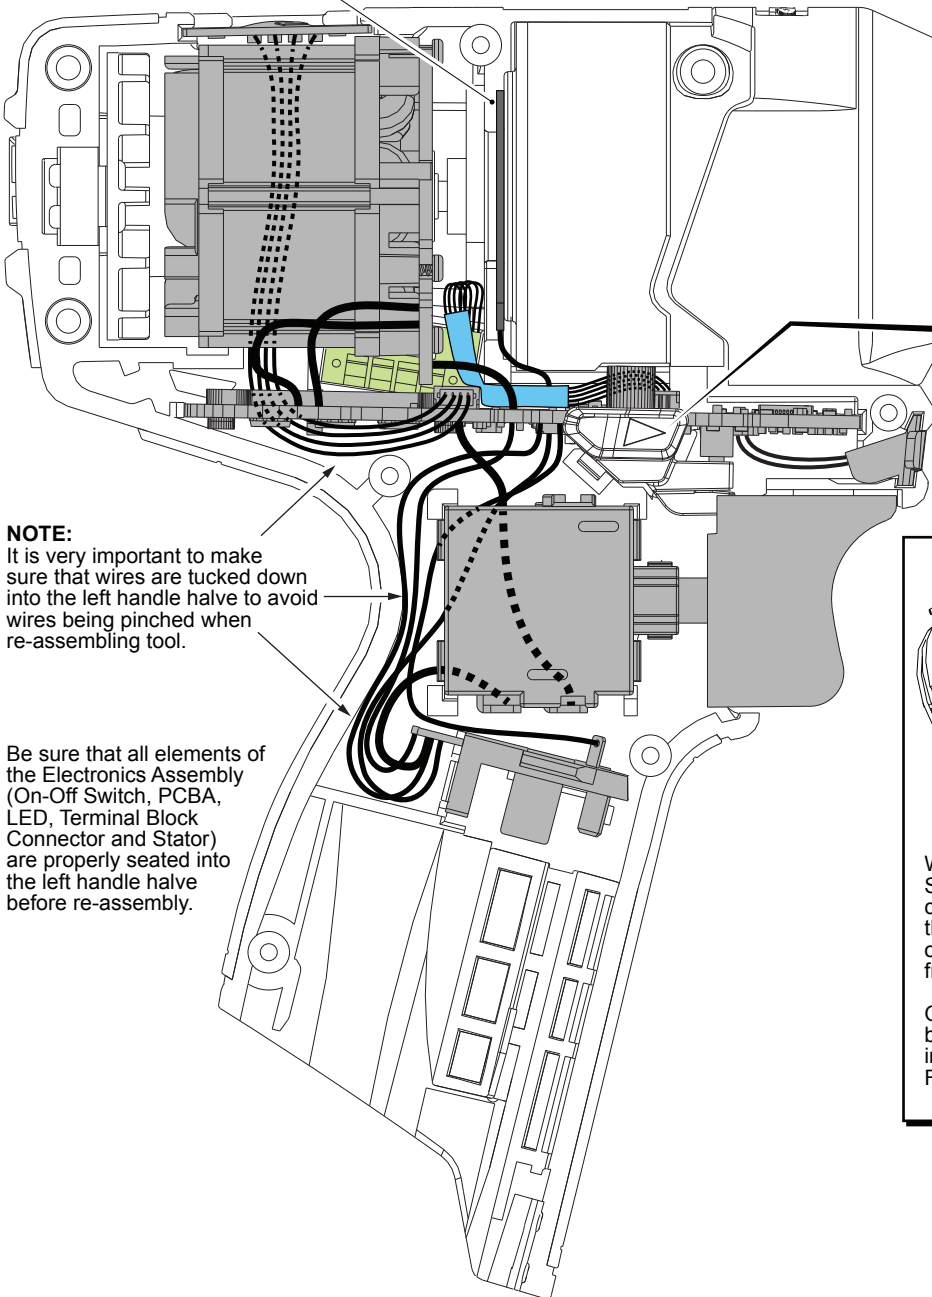 NOTE:
It is very important to make
sure that wires are tucked down
into the left handle halve to avoid
wires being pinched when
re-assembling tool.
Be sure that all elements of
the Electronics Assembly
(On-Off Switch, PCBA,
LED, Terminal Block
Connector and Stator)
are properly seated into
the left handle halve
before re-assembly.